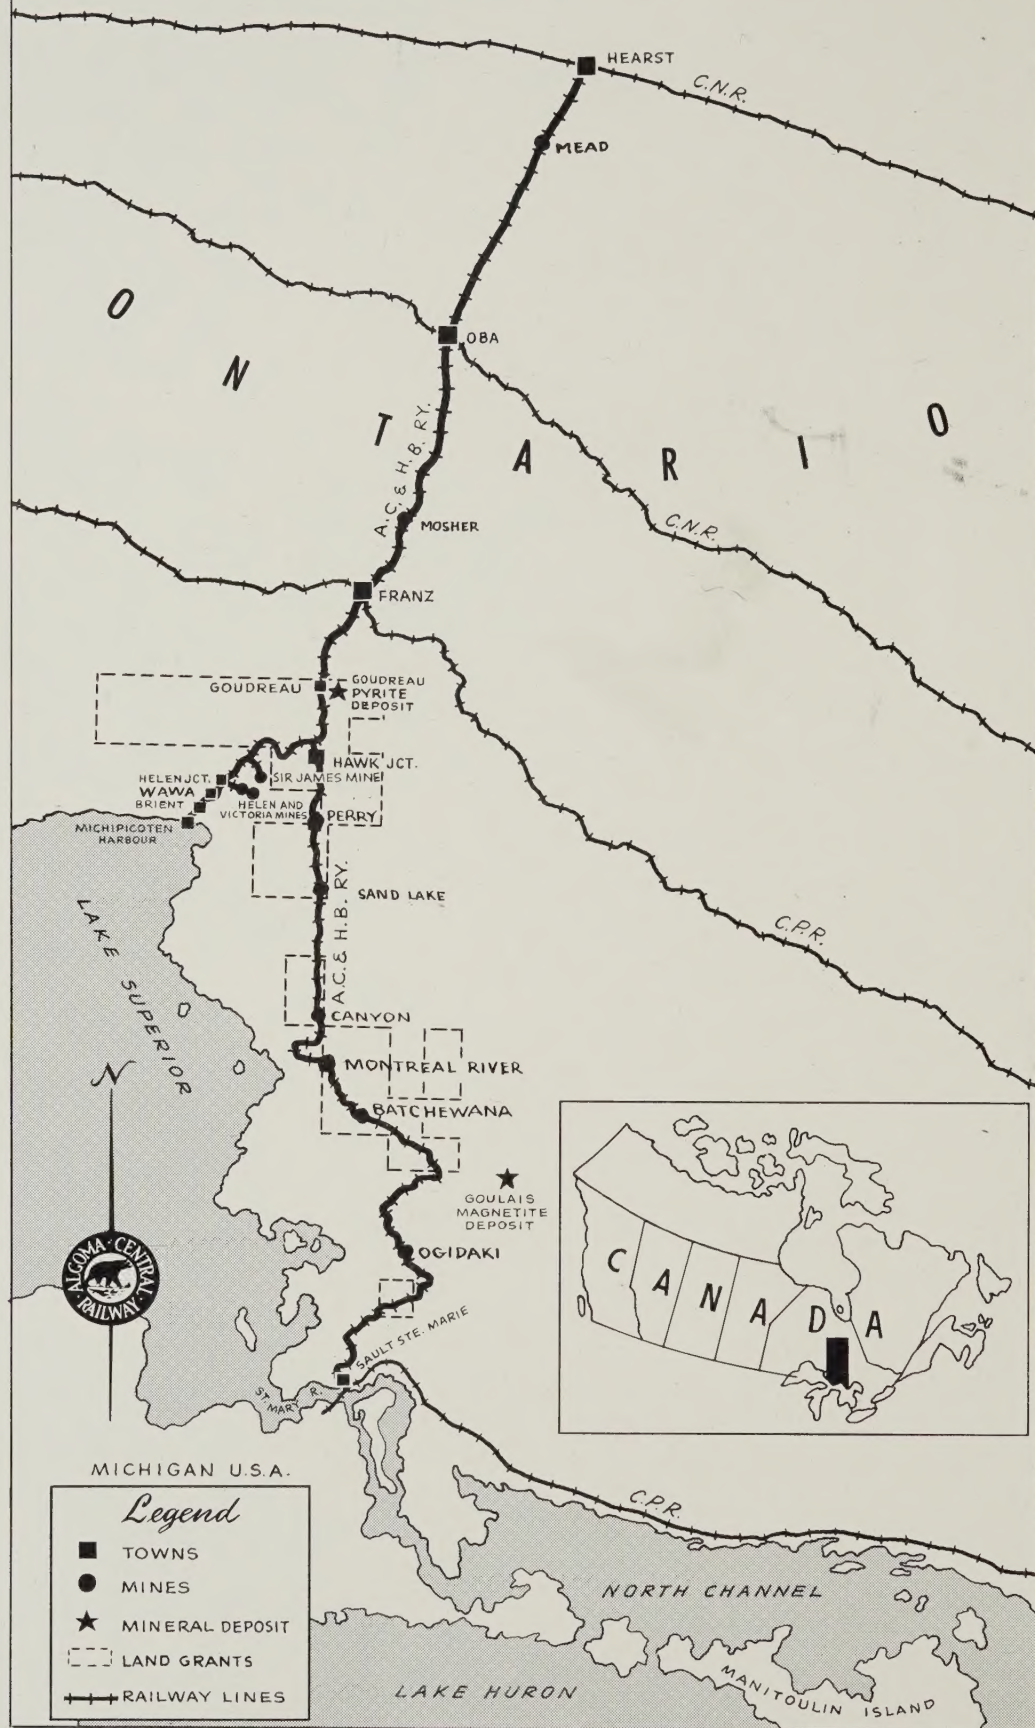 HEARST
C.N.R.
MEAD
OBA
ONTARIO
A.C. & H.B. RY.
C.N.R.
MOSHER
FRANZ
GOUDREAU
GOUDREAU
PYRITE
DEPOSIT
HAWK JCT.
HELEN JCT.
SIR JAMES MINE
WAWA
BRIENT
HELEN AND
VICTORIA MINES
PERRY
MICHIPICOTEN
HARBOUR
SAND LAKE
A.C. & H.B. RY.
C.P.R.
LAKE SUPERIOR
CANYON
MONTREAL RIVER
BATCHEWANA
N
GOULAIS
MAGNETITE
DEPOSIT
OGIDAKI
ALGOMA CENTRAL
RAILWAY
CANADA
SAULT STE. MARIE
ST. MARY R.
MICHIGAN U.S.A.
C.P.R.
Legend
TOWNS
MINES
MINERAL DEPOSIT
LAND GRANTS
RAILWAY LINES
NORTH CHANNEL
MANITOULIN ISLAND
LAKE HURON